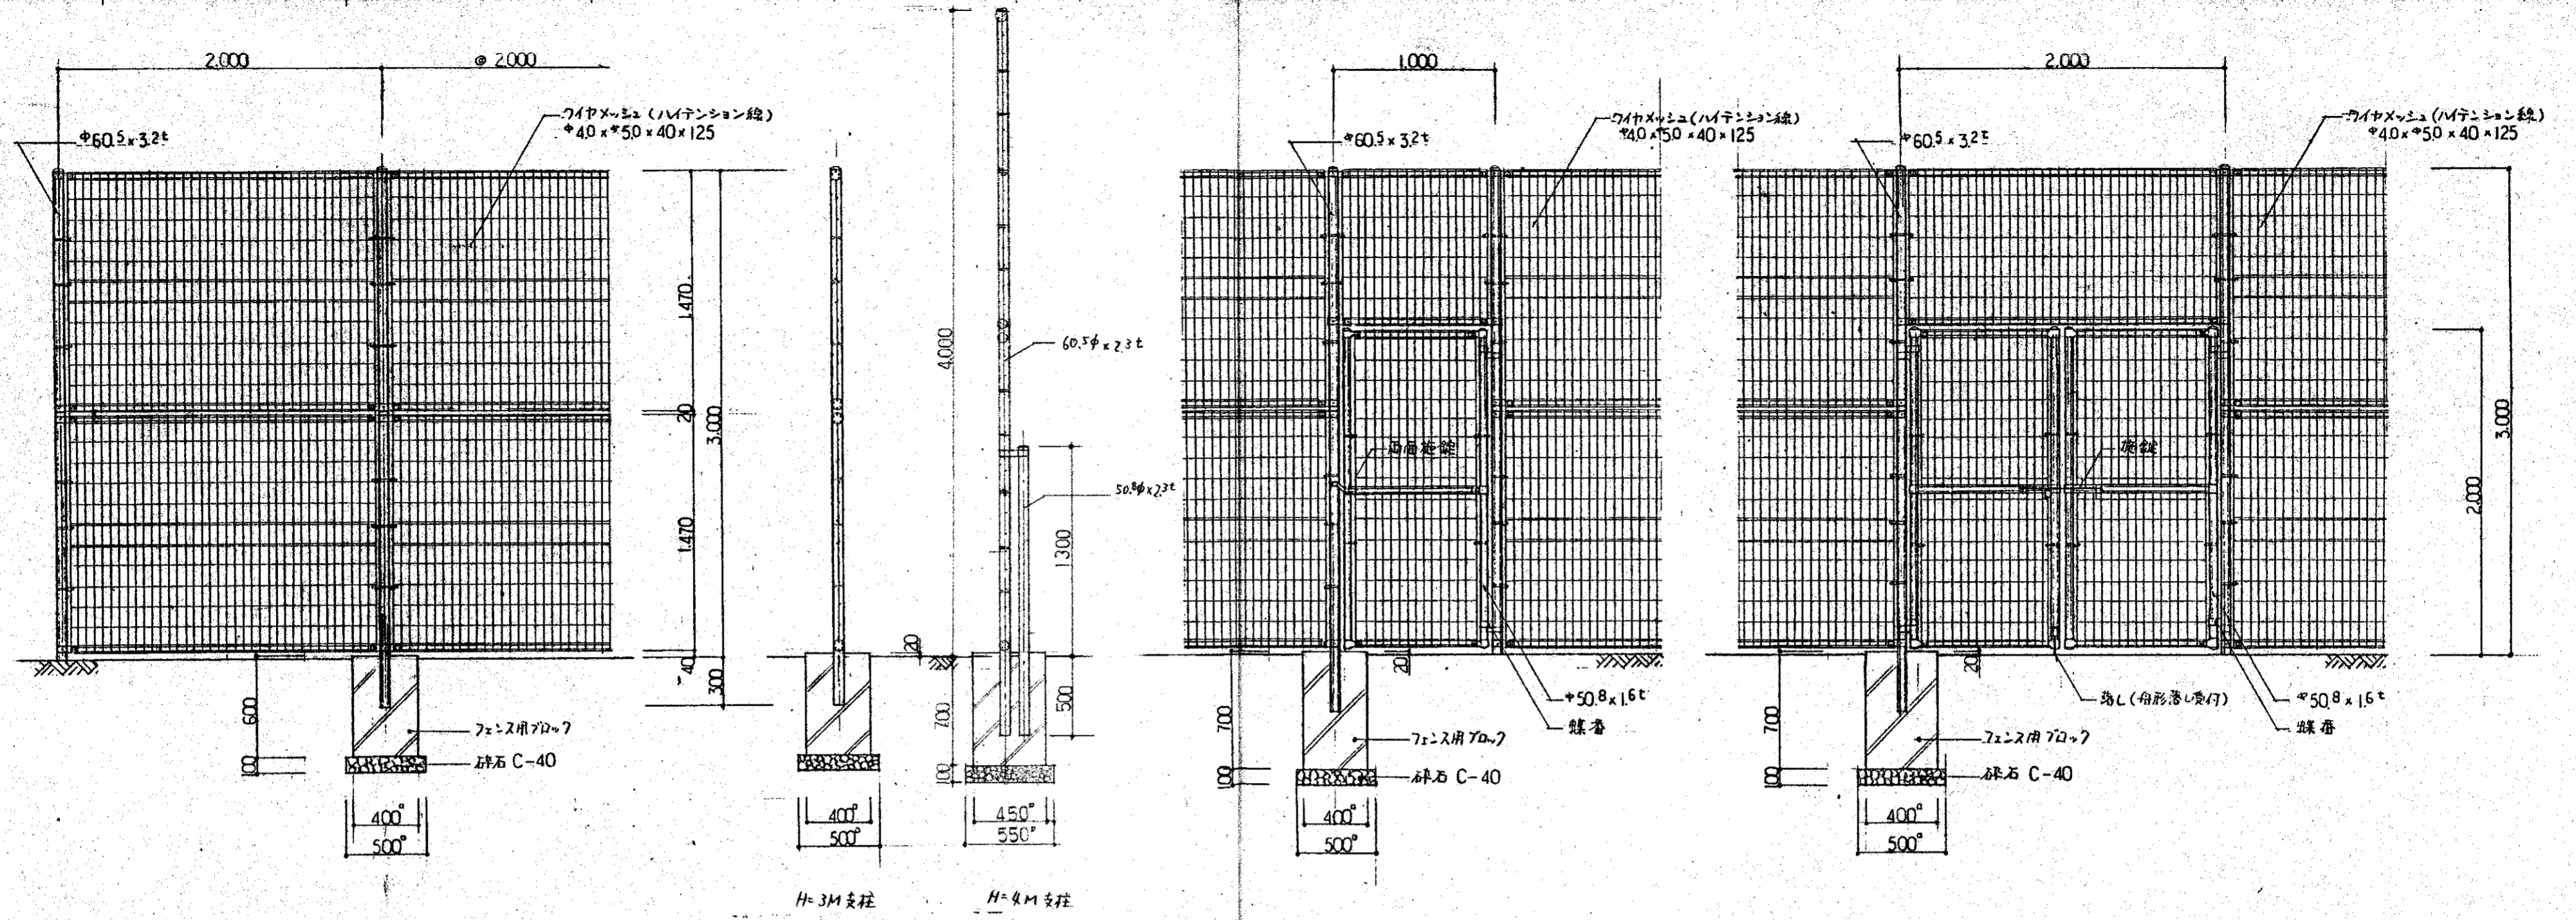 2.000
@ 2.000
φ60.5×3.2t
ワイヤメッシュ(ハイテンション線)
φ4.0×φ5.0×40×125
1.470
20
3.000
1.470
40
300
600
100
フェンス用ブロック
砕石 C-40
400°
500°
400°
500°
H=3M支柱
4.000
60.5φ×2.3t
50.8φ×2.3t
1.300
20
700
500
100
450°
550°
H=4M支柱
1.000
φ60.5×3.2t
ワイヤメッシュ(ハイテンション線)
φ4.0×φ5.0×40×125
両面施錠
20
φ50.8×1.6t
蝶番
700
100
フェンス用ブロック
砕石 C-40
400°
500°
2.000
φ60.5×3.2t
ワイヤメッシュ(ハイテンション線)
φ4.0×φ5.0×40×125
施錠
3.000
2.000
20
落し(舟形落し受付)
φ50.8×1.6t
蝶番
700
100
フェンス用ブロック
砕石 C-40
400°
500°